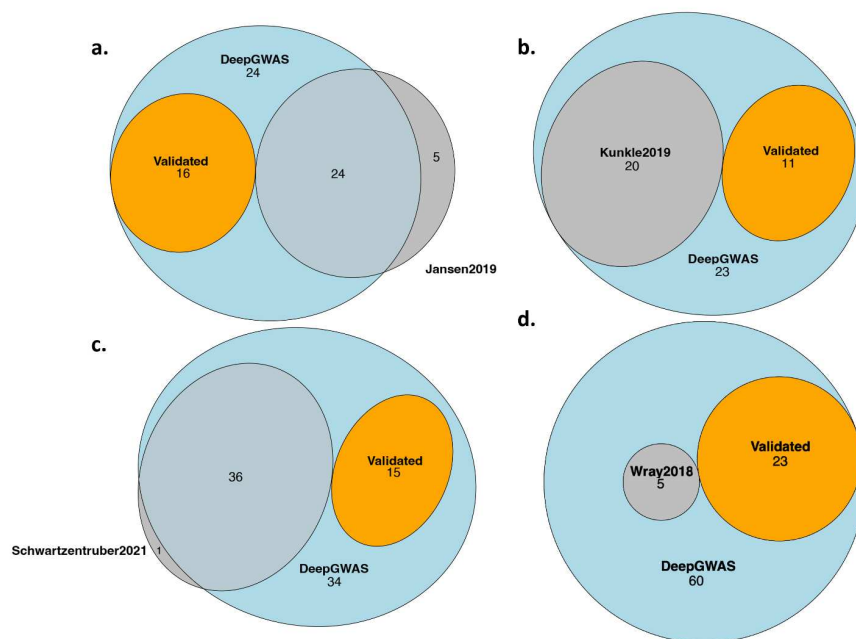 a.
DeepGWAS
24
Validated
16
24
5
Jansen2019
b.
Kunkle2019
20
Validated
11
DeepGWAS
23
c.
36
Validated
15
Schwartzentruber2021
1
DeepGWAS
34
d.
Wray2018
5
Validated
23
DeepGWAS
60